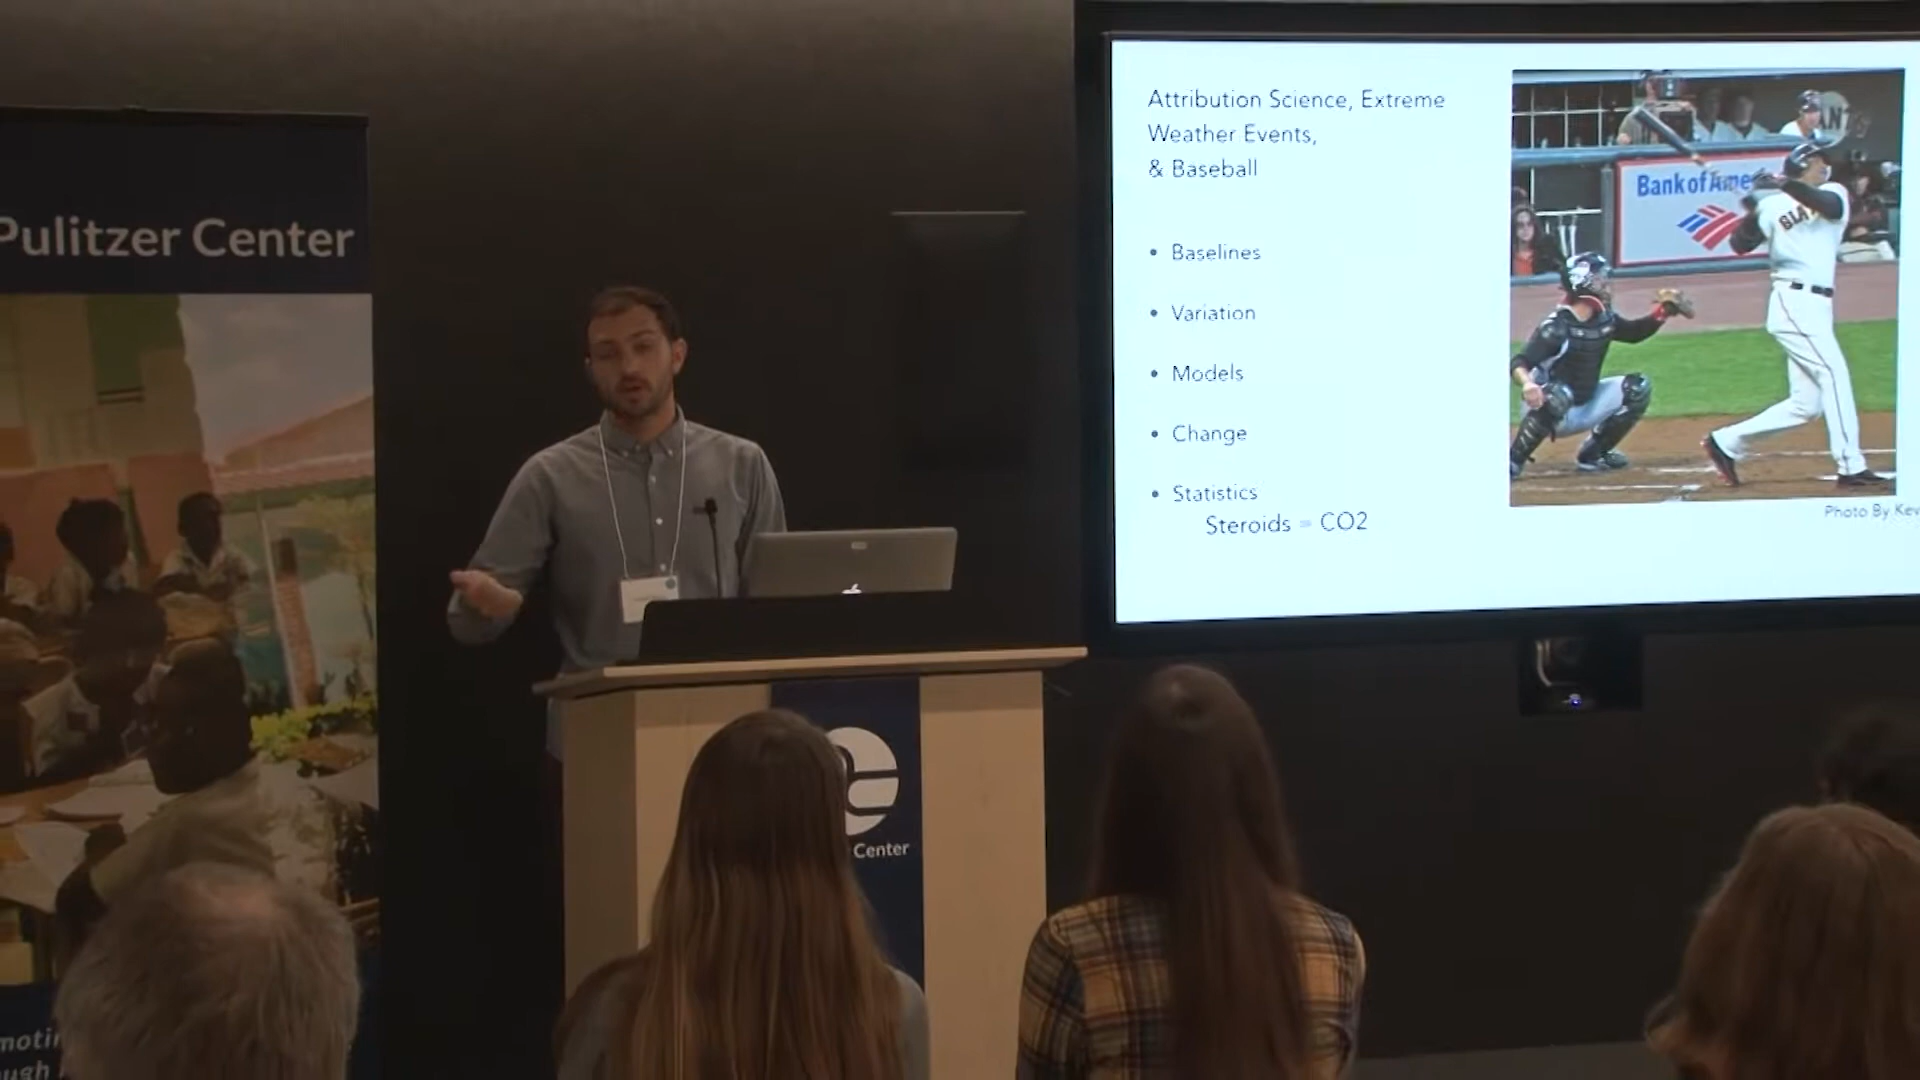 Pulitzer Center
Attribution Science, Extreme
Weather Events,
& Baseball
• Baselines
• Variation
• Models
• Change
• Statistics
Steroids = CO2
Bank of Ame
Photo By Kev
Center